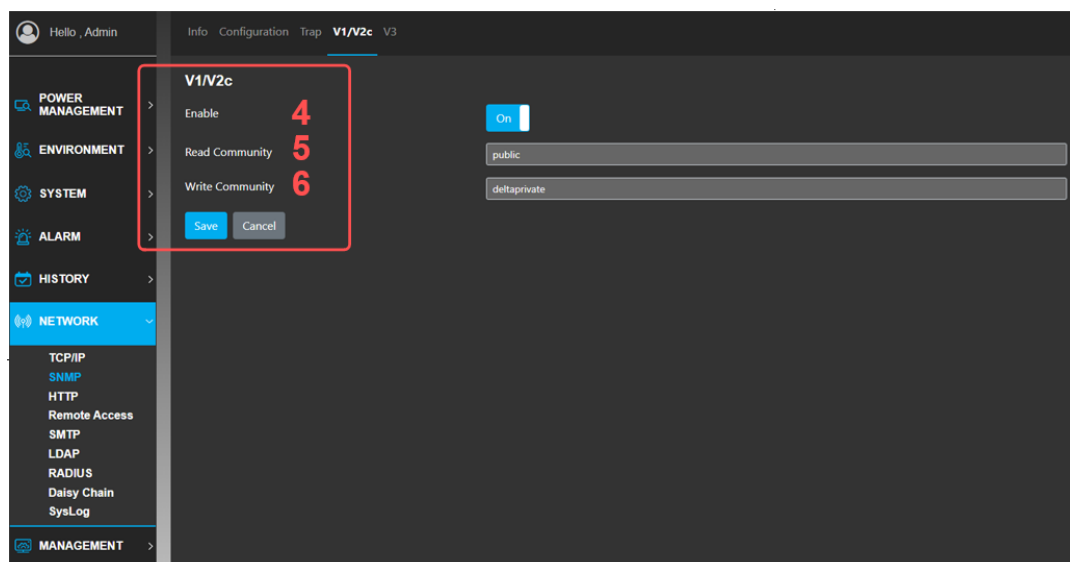 Hello , Admin
Info Configuration Trap V1/V2c V3
V1/V2c
Enable 4 On
Read Community 5 public
Write Community 6 deltaprivate
Save Cancel
POWER
MANAGEMENT >
ENVIRONMENT >
SYSTEM >
ALARM >
HISTORY >
NETWORK
TCP/IP
SNMP
HTTP
Remote Access
SMTP
LDAP
RADIUS
Daisy Chain
SysLog
MANAGEMENT >